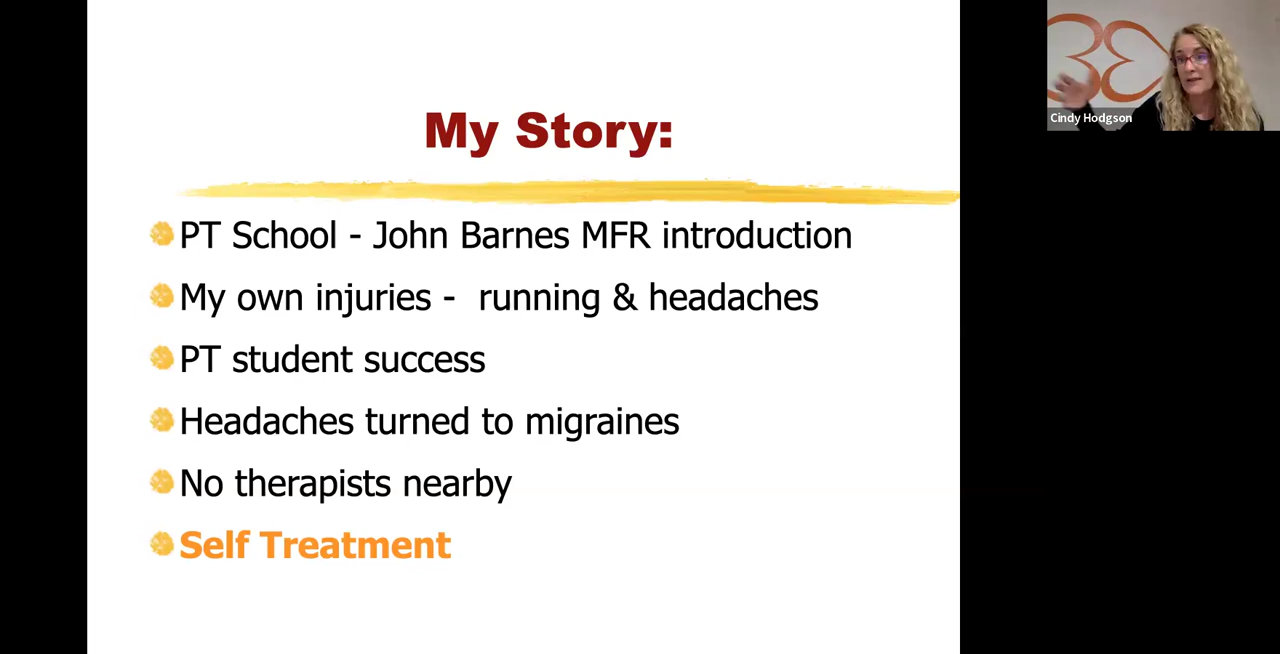 My Story:
PT School - John Barnes MFR introduction
My own injuries -  running & headaches
PT student success
Headaches turned to migraines
No therapists nearby
Self Treatment
Cindy Hodgson